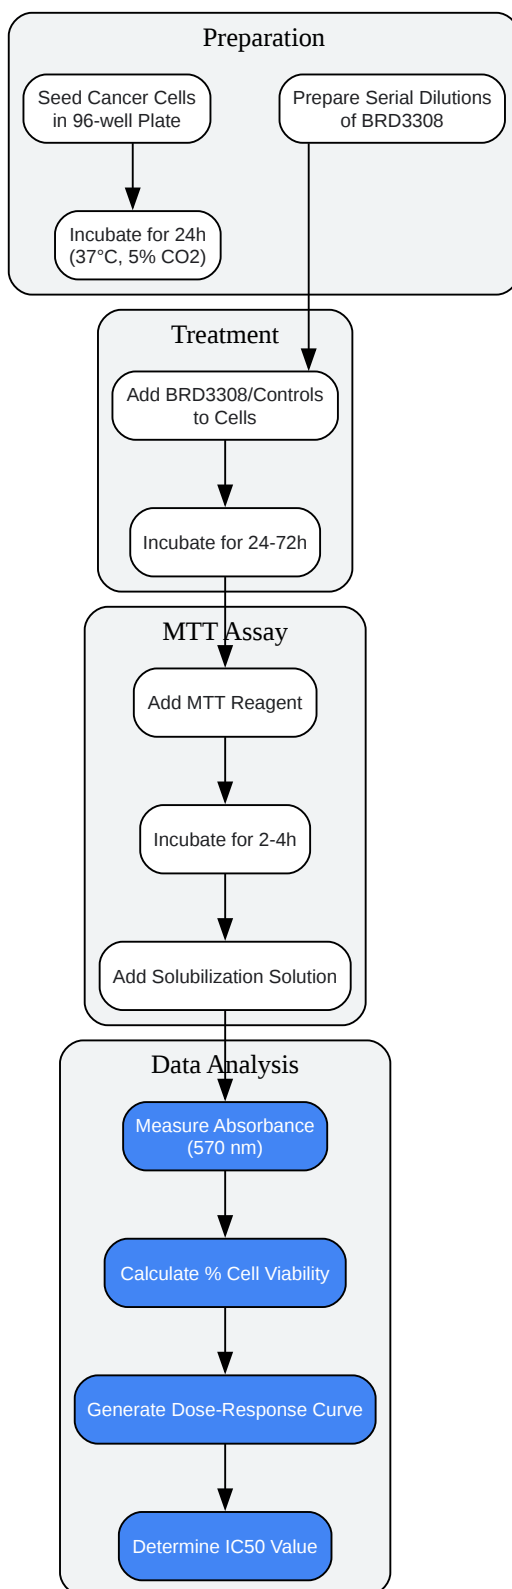 Preparation
Seed Cancer Cells
in 96-well Plate
Prepare Serial Dilutions
of BRD3308
Incubate for 24h
(37°C, 5% CO2)
Treatment
Add BRD3308/Controls
to Cells
Incubate for 24-72h
MTT Assay
Add MTT Reagent
Incubate for 2-4h
Add Solubilization Solution
Data Analysis
Measure Absorbance
(570 nm)
Calculate % Cell Viability
Generate Dose-Response Curve
Determine IC50 Value